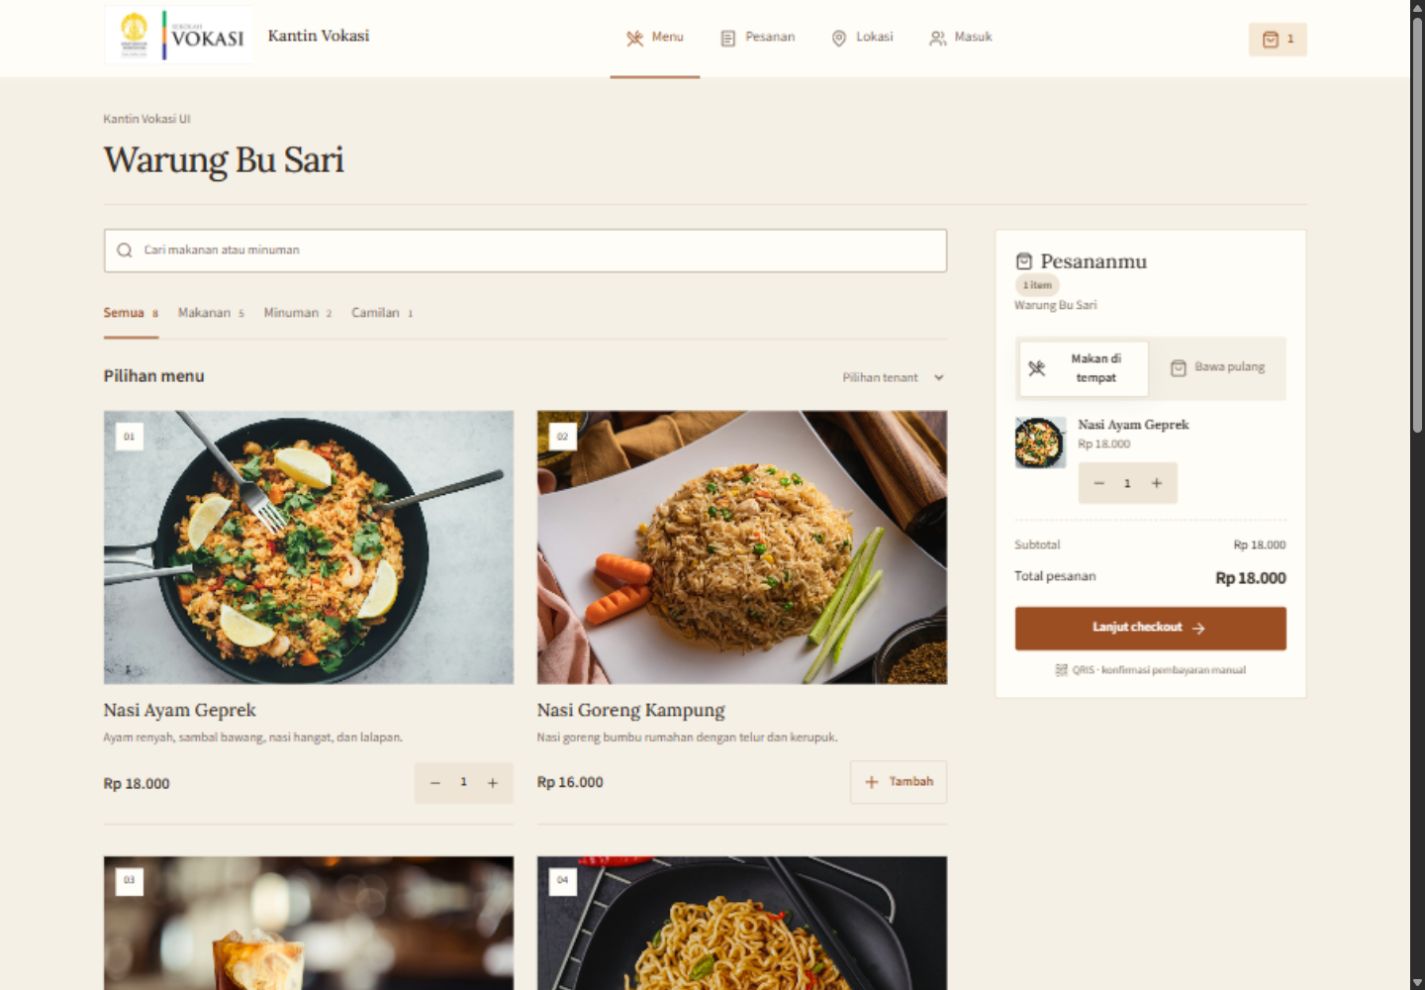 VOKASI
Kantin Vokasi
Menu
Pesanan
Lokasi
Masuk
1
Kantin Vokasi UI
Warung Bu Sari
Cari makanan atau minuman
Semua 8
Makanan 5
Minuman 2
Camilan 1
Pilihan menu
Pilihan tenant
01
Nasi Ayam Geprek
Ayam renyah, sambal bawang, nasi hangat, dan lalapan.
Rp 18.000
− 1 +
02
Nasi Goreng Kampung
Nasi goreng bumbu rumahan dengan telur dan kerupuk.
Rp 16.000
+ Tambah
03
04
Pesananmu
1 item
Warung Bu Sari
Makan di
tempat
Bawa pulang
Nasi Ayam Geprek
Rp 18.000
− 1 +
Subtotal Rp 18.000
Total pesanan Rp 18.000
Lanjut checkout →
QRIS · konfirmasi pembayaran manual